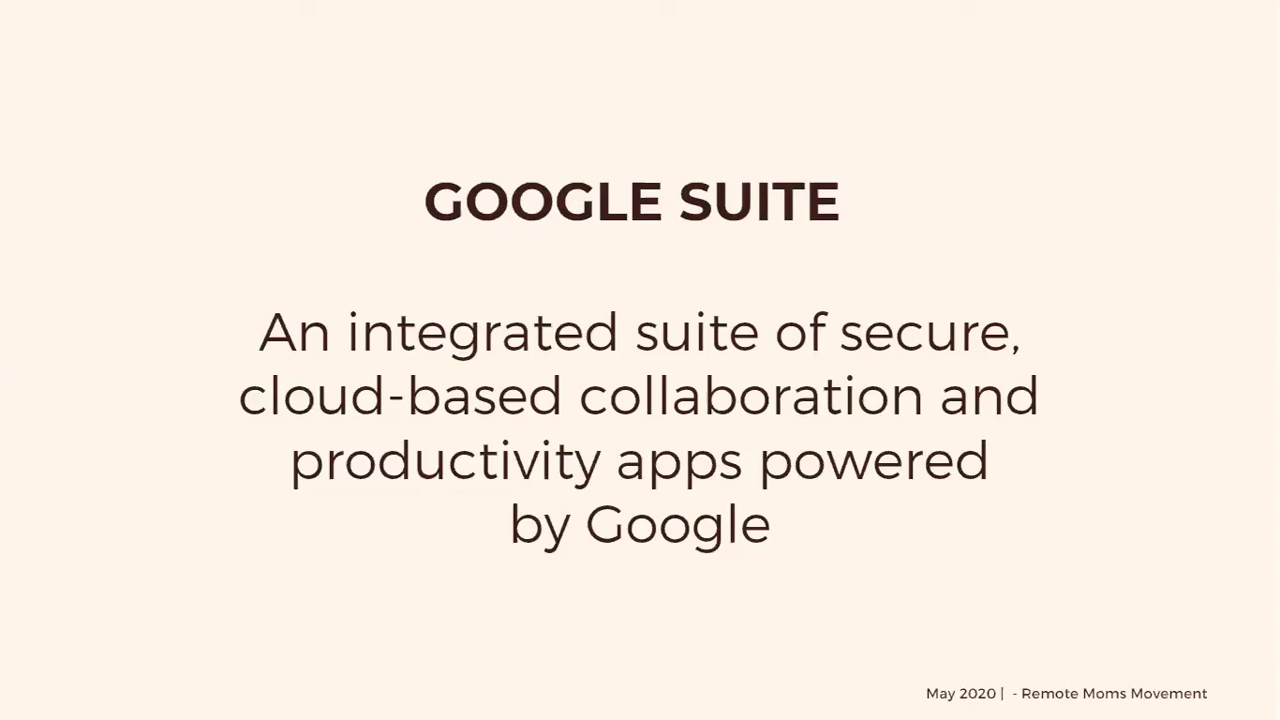 GOOGLE SUITE
An integrated suite of secure,
cloud-based collaboration and
productivity apps powered
by Google
May 2020 | - Remote Moms Movement